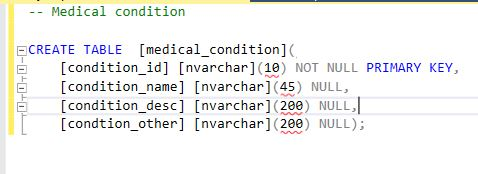 -- Medical condition
CREATE TABLE [medical_condition](
[condition_id] [nvarchar](10) NOT NULL PRIMARY KEY,
[condition_name] [nvarchar](45) NULL,
[condition_desc] [nvarchar](200) NULL,
[condtion_other] [nvarchar](200) NULL);